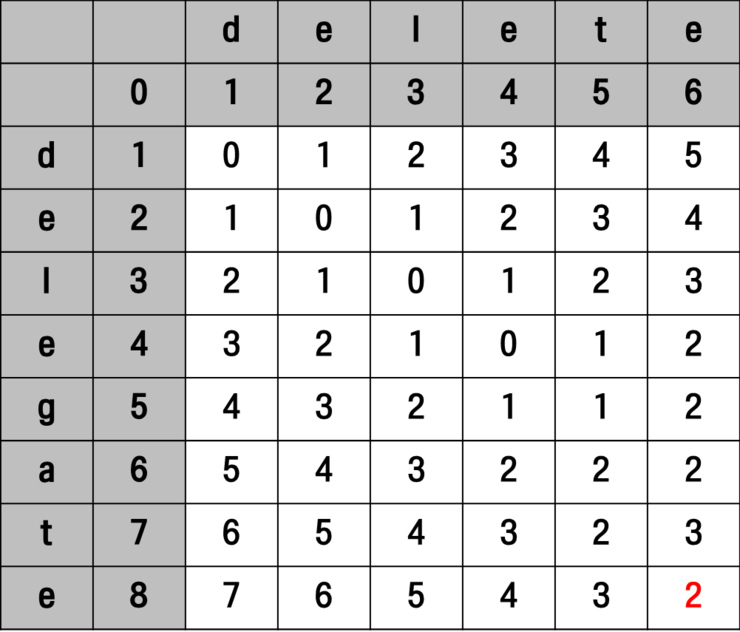 d e l e t e
0 1 2 3 4 5 6
d 1 0 1 2 3 4 5
e 2 1 0 1 2 3 4
l 3 2 1 0 1 2 3
e 4 3 2 1 0 1 2
g 5 4 3 2 1 1 2
a 6 5 4 3 2 2 2
t 7 6 5 4 3 2 3
e 8 7 6 5 4 3 2